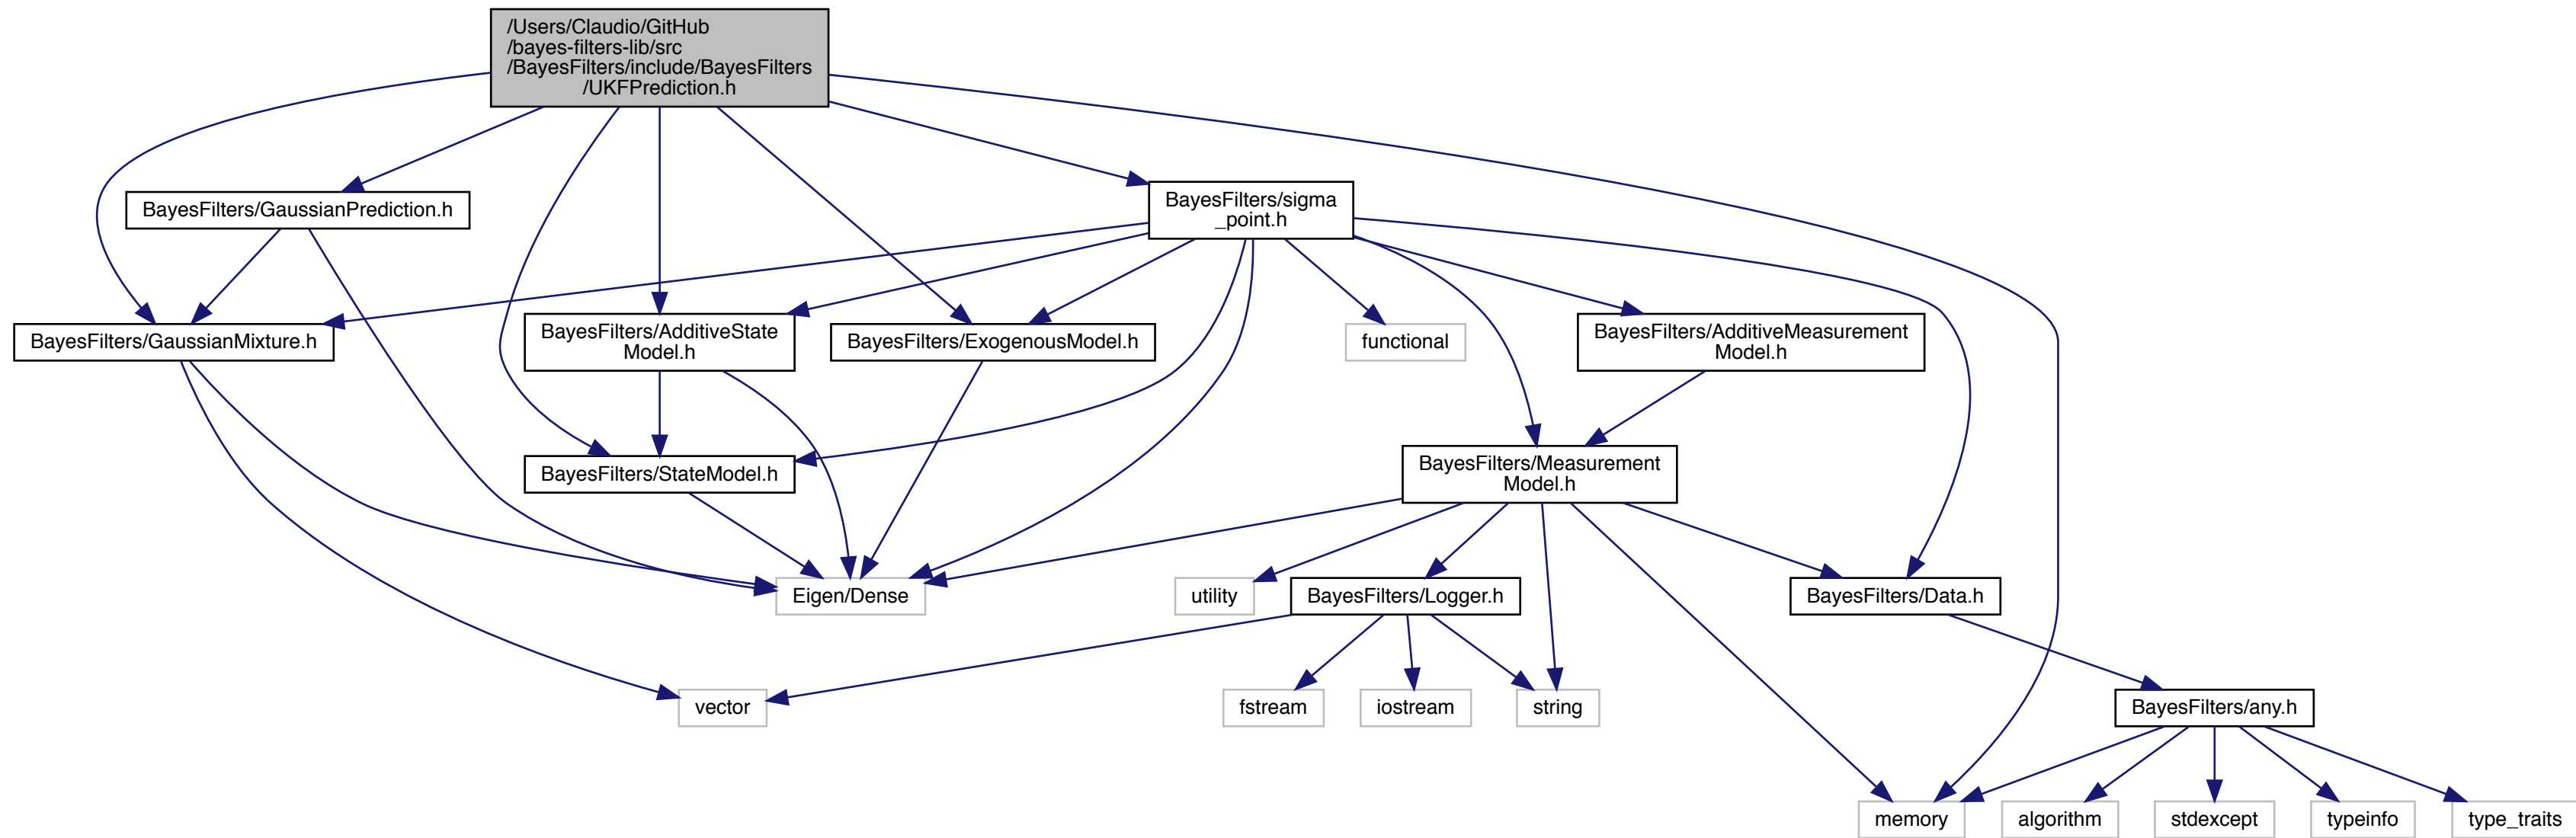 /Users/Claudio/GitHub
/bayes-filters-lib/src
/BayesFilters/include/BayesFilters
/UKFPrediction.h
BayesFilters/GaussianPrediction.h
BayesFilters/sigma
_point.h
BayesFilters/GaussianMixture.h
BayesFilters/AdditiveState
Model.h
BayesFilters/ExogenousModel.h
functional
BayesFilters/AdditiveMeasurement
Model.h
BayesFilters/StateModel.h
BayesFilters/Measurement
Model.h
Eigen/Dense
utility
BayesFilters/Logger.h
BayesFilters/Data.h
vector
fstream
iostream
string
BayesFilters/any.h
memory
algorithm
stdexcept
typeinfo
type_traits